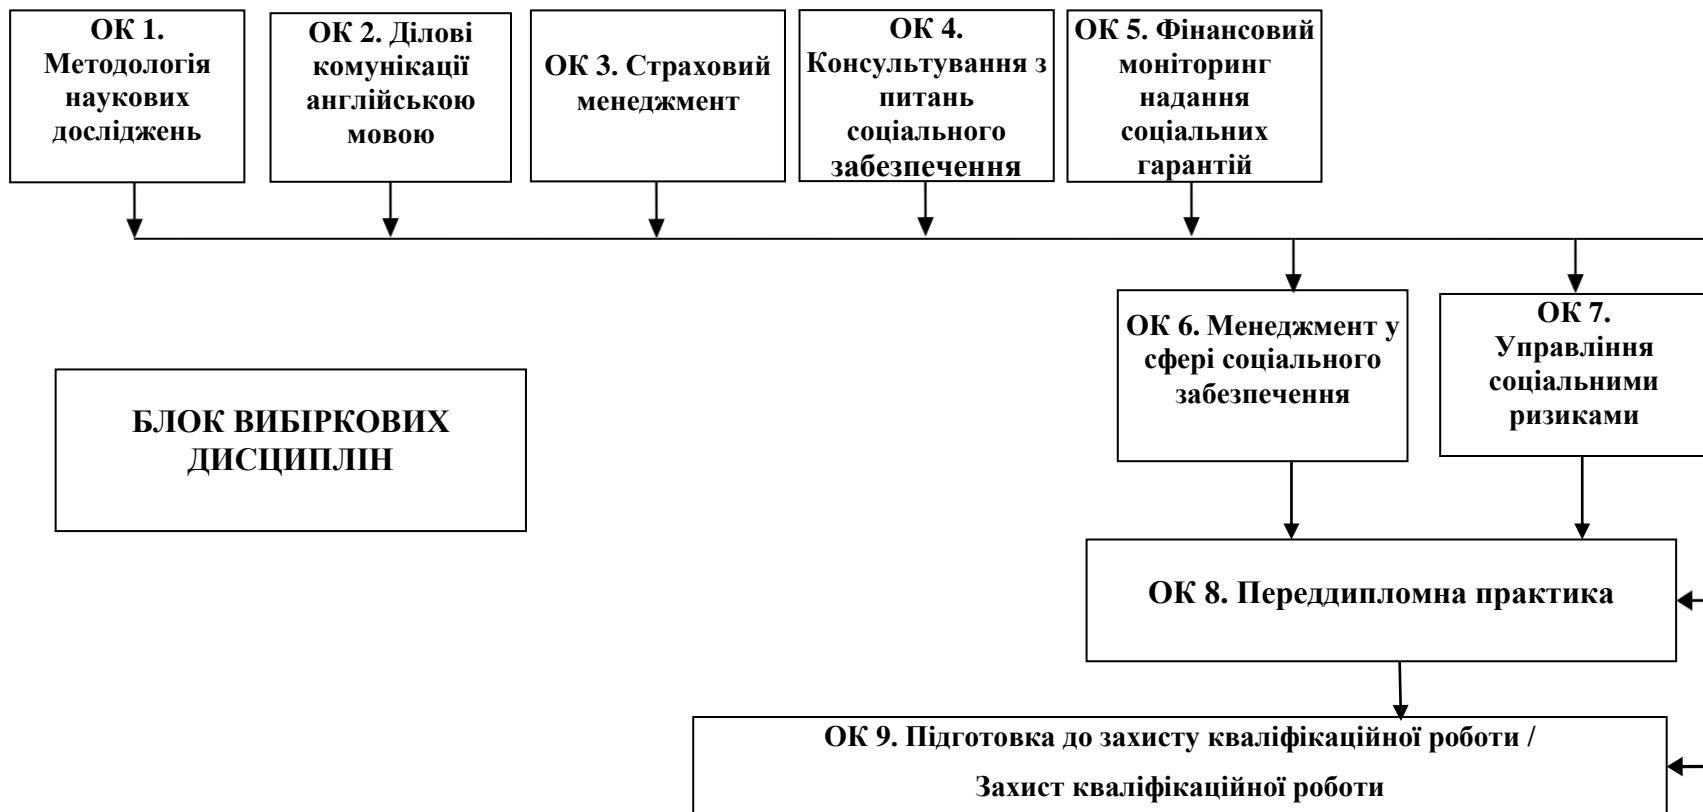 ОК 1.
Методологія
наукових
досліджень
ОК 2. Ділові
комунікації
англійською
мовою
ОК 3. Страховий
менеджмент
ОК 4.
Консультування з
питань
соціального
забезпечення
ОК 5. Фінансовий
моніторинг
надання
соціальних
гарантій
ОК 6. Менеджмент у
сфері соціального
забезпечення
ОК 7.
Управління
соціальними
ризиками
БЛОК ВИБІРКОВИХ
ДИСЦИПЛІН
ОК 8. Переддипломна практика
ОК 9. Підготовка до захисту кваліфікаційної роботи /
Захист кваліфікаційної роботи